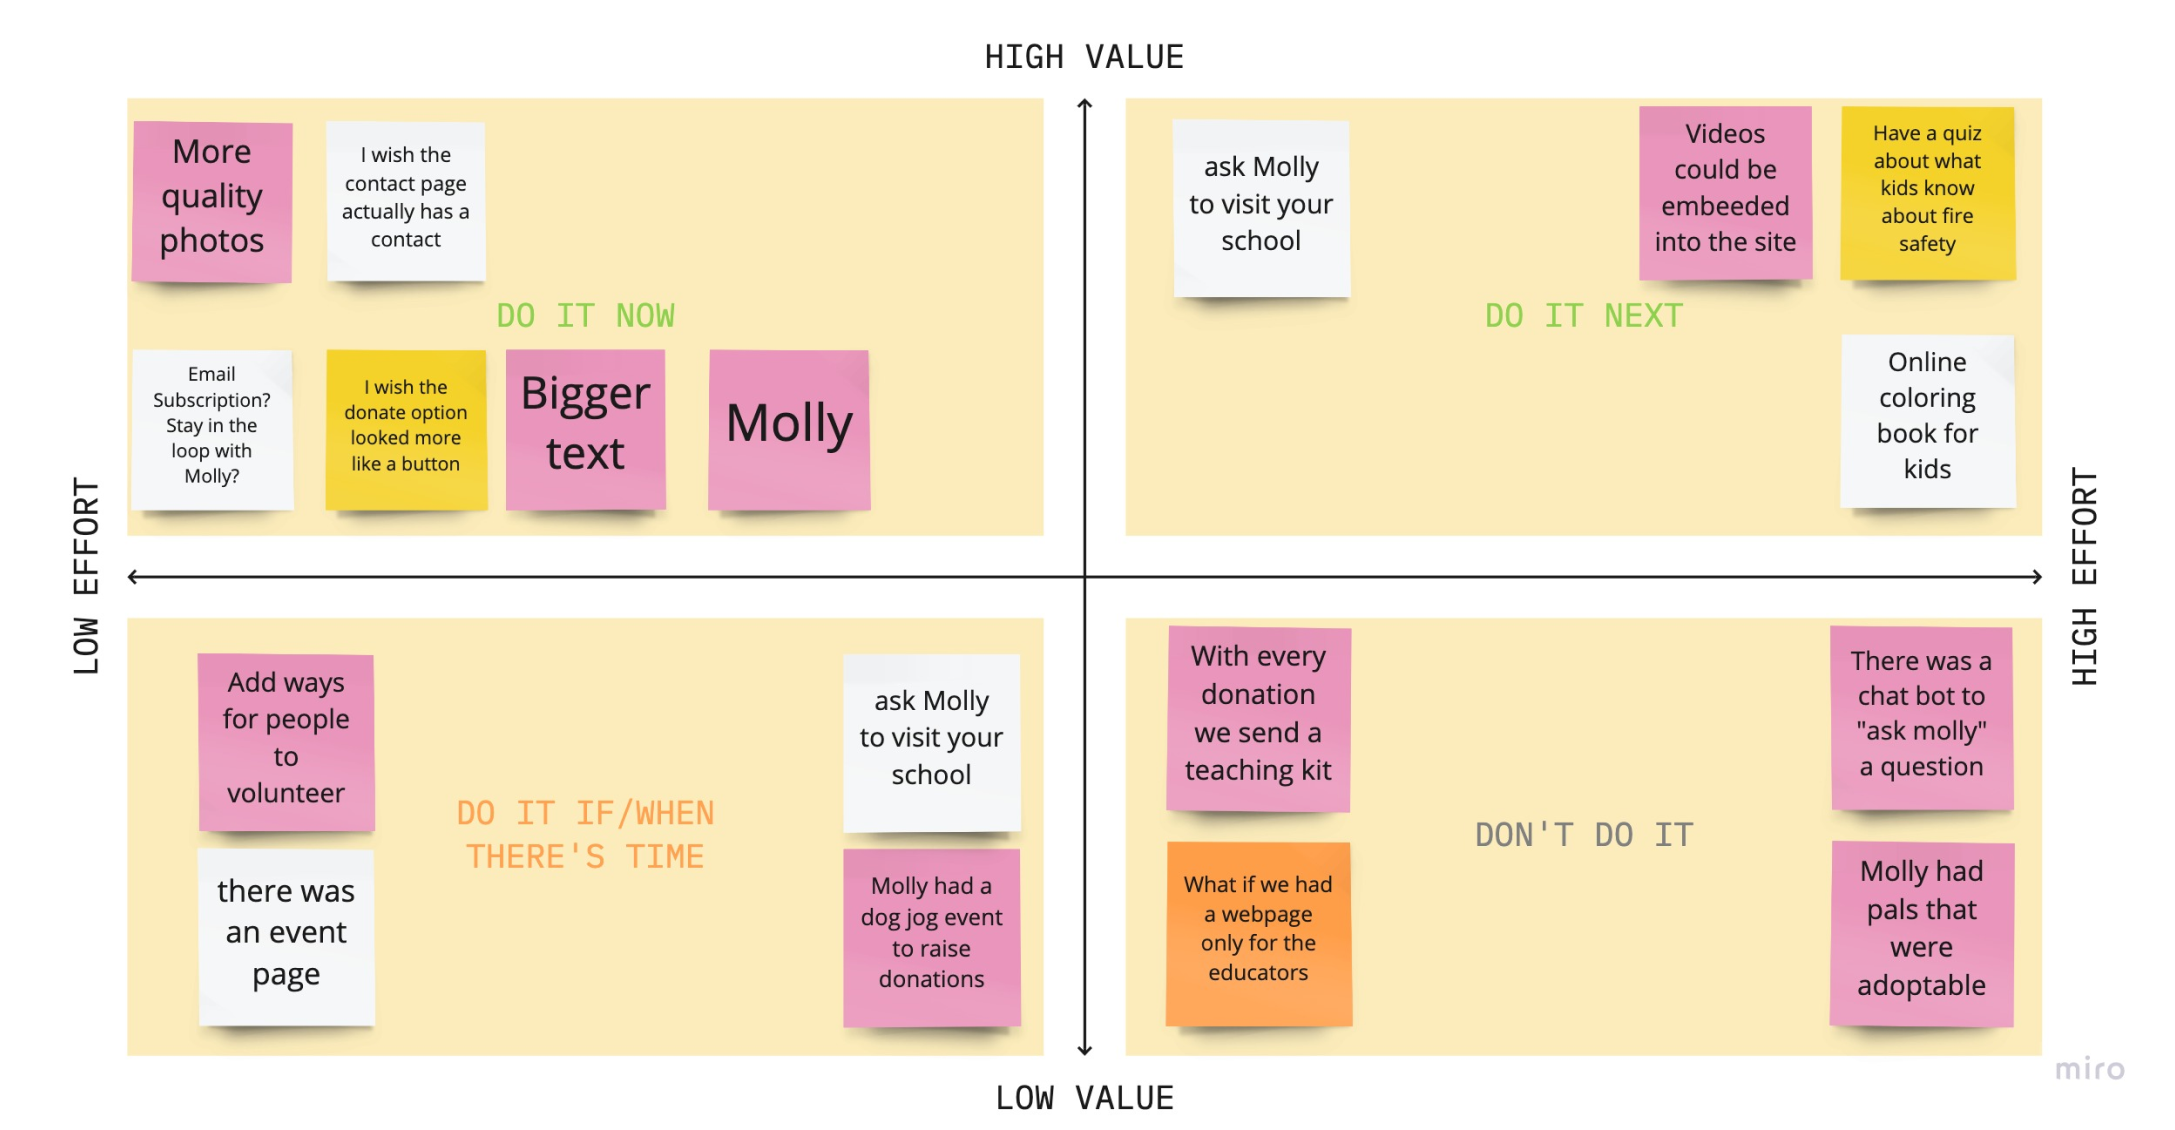 HIGH VALUE
More
quality
photos
I wish the
contact page
actually has a
contact
DO IT NOW
Email
Subscription?
Stay in the
loop with
Molly?
I wish the
donate option
looked more
like a button
Bigger
text
Molly
ask Molly
to visit your
school
Videos
could be
embeeded
into the site
Have a quiz
about what
kids know
about fire
safety
DO IT NEXT
Online
coloring
book for
kids
LOW EFFORT
HIGH EFFORT
Add ways
for people
to
volunteer
ask Molly
to visit your
school
DO IT IF/WHEN
THERE'S TIME
there was
an event
page
Molly had a
dog jog event
to raise
donations
With every
donation
we send a
teaching kit
There was a
chat bot to
"ask molly"
a question
DON'T DO IT
What if we had
a webpage
only for the
educators
Molly had
pals that
were
adoptable
LOW VALUE
miro